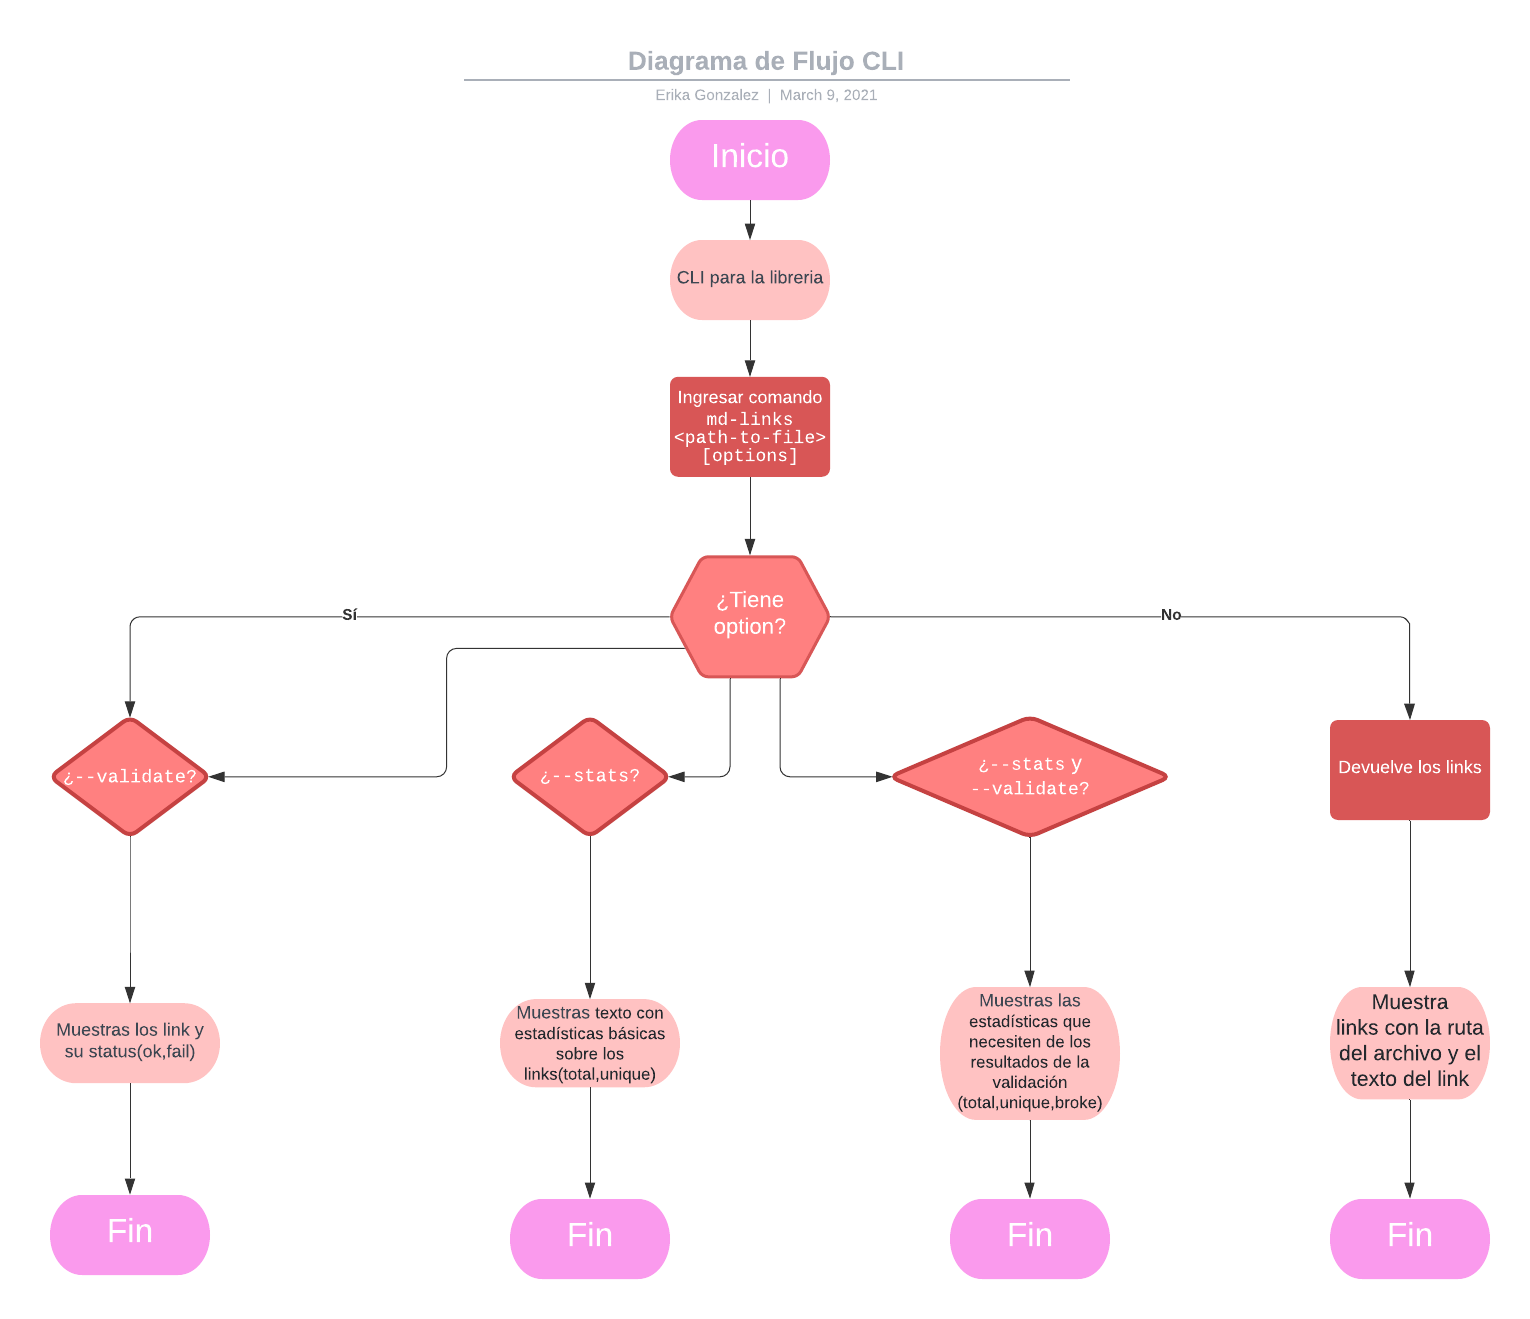 Diagrama de Flujo CLI
Erika Gonzalez | March 9, 2021
Inicio
CLI para la libreria
Ingresar comando
md-links
<path-to-file>
[options]
¿Tiene
option?
Sí
No
¿--validate?
¿--stats?
¿--stats y
--validate?
Devuelve los links
Muestras los link y
su status(ok,fail)
Muestras texto con
estadísticas básicas
sobre los
links(total,unique)
Muestras las
estadísticas que
necesiten de los
resultados de la
validación
(total,unique,broke)
Muestra
links con la ruta
del archivo y el
texto del link
Fin
Fin
Fin
Fin